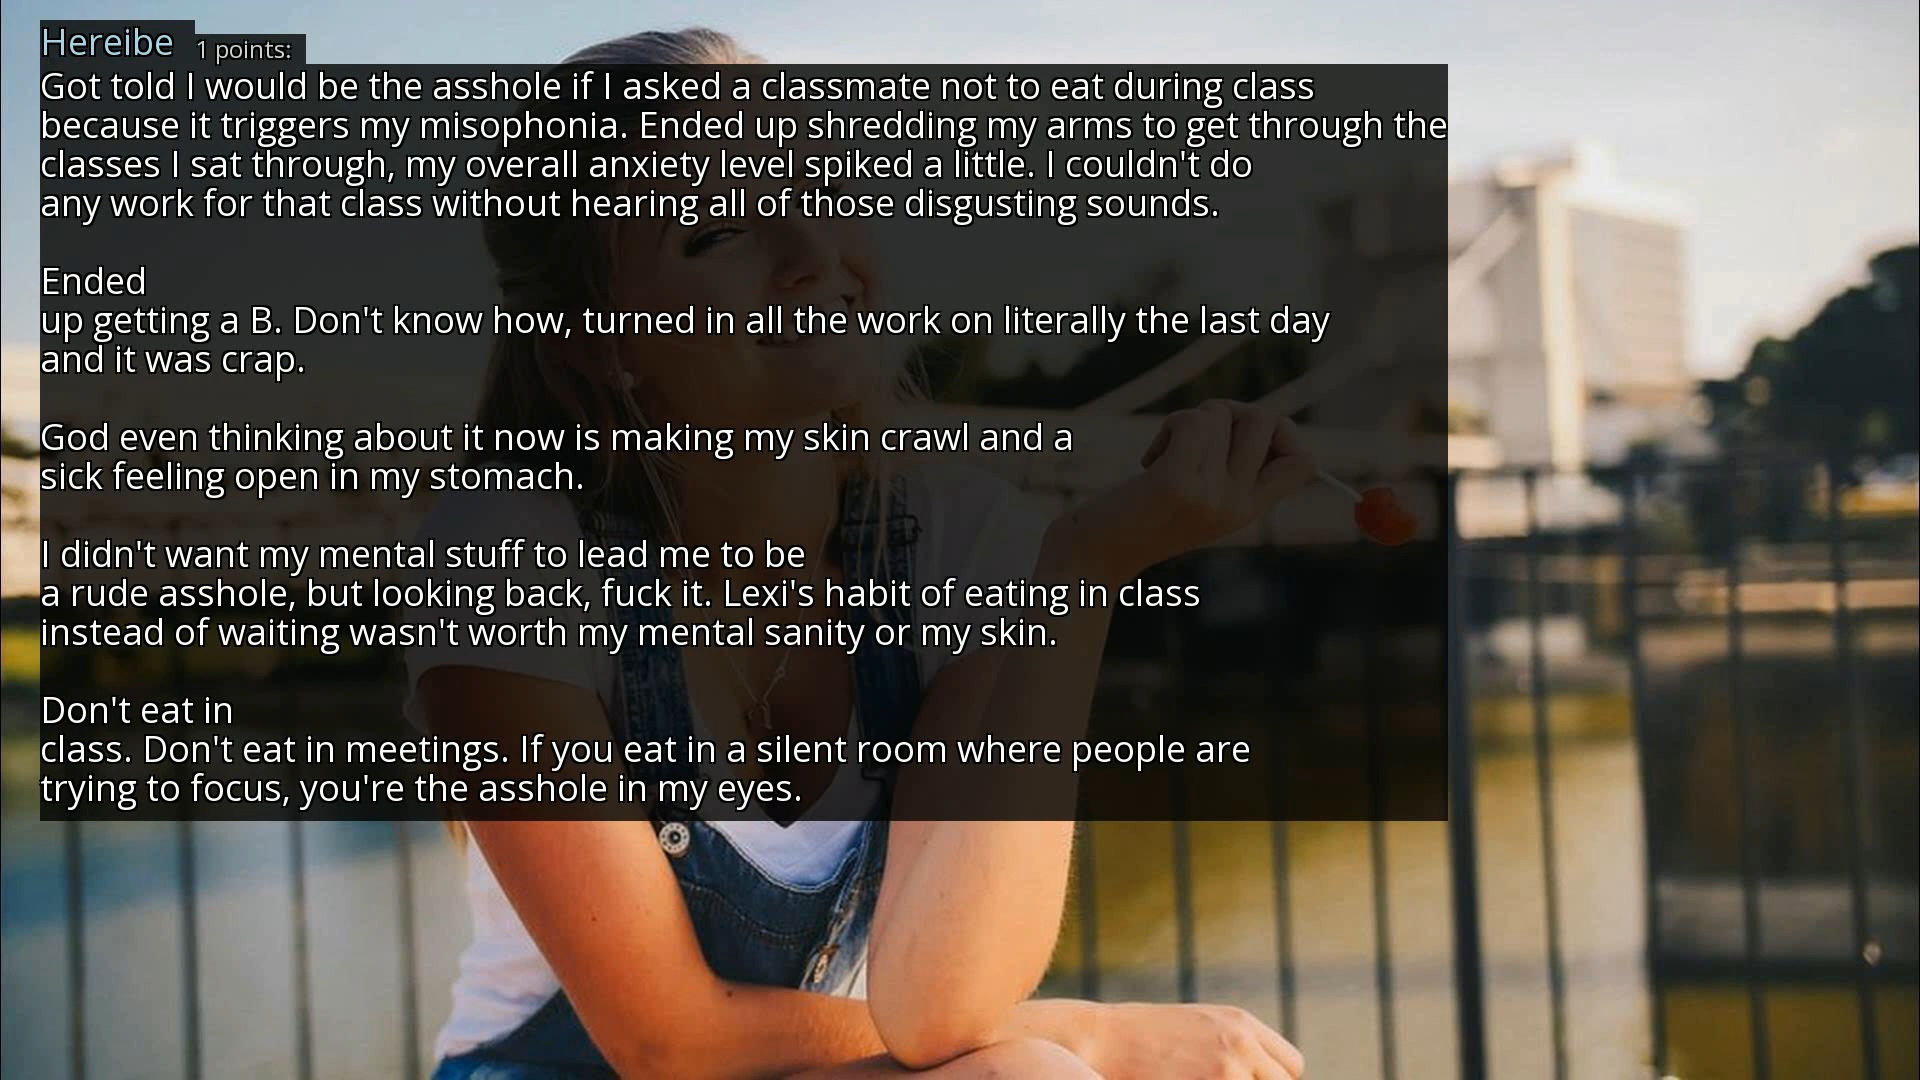 Hereibe 1 points:
Got told I would be the asshole if I asked a classmate not to eat during class
because it triggers my misophonia. Ended up shredding my arms to get through the
classes I sat through, my overall anxiety level spiked a little. I couldn't do
any work for that class without hearing all of those disgusting sounds.
Ended
up getting a B. Don't know how, turned in all the work on literally the last day
and it was crap.
God even thinking about it now is making my skin crawl and a
sick feeling open in my stomach.
I didn't want my mental stuff to lead me to be
a rude asshole, but looking back, fuck it. Lexi's habit of eating in class
instead of waiting wasn't worth my mental sanity or my skin.
Don't eat in
class. Don't eat in meetings. If you eat in a silent room where people are
trying to focus, you're the asshole in my eyes.